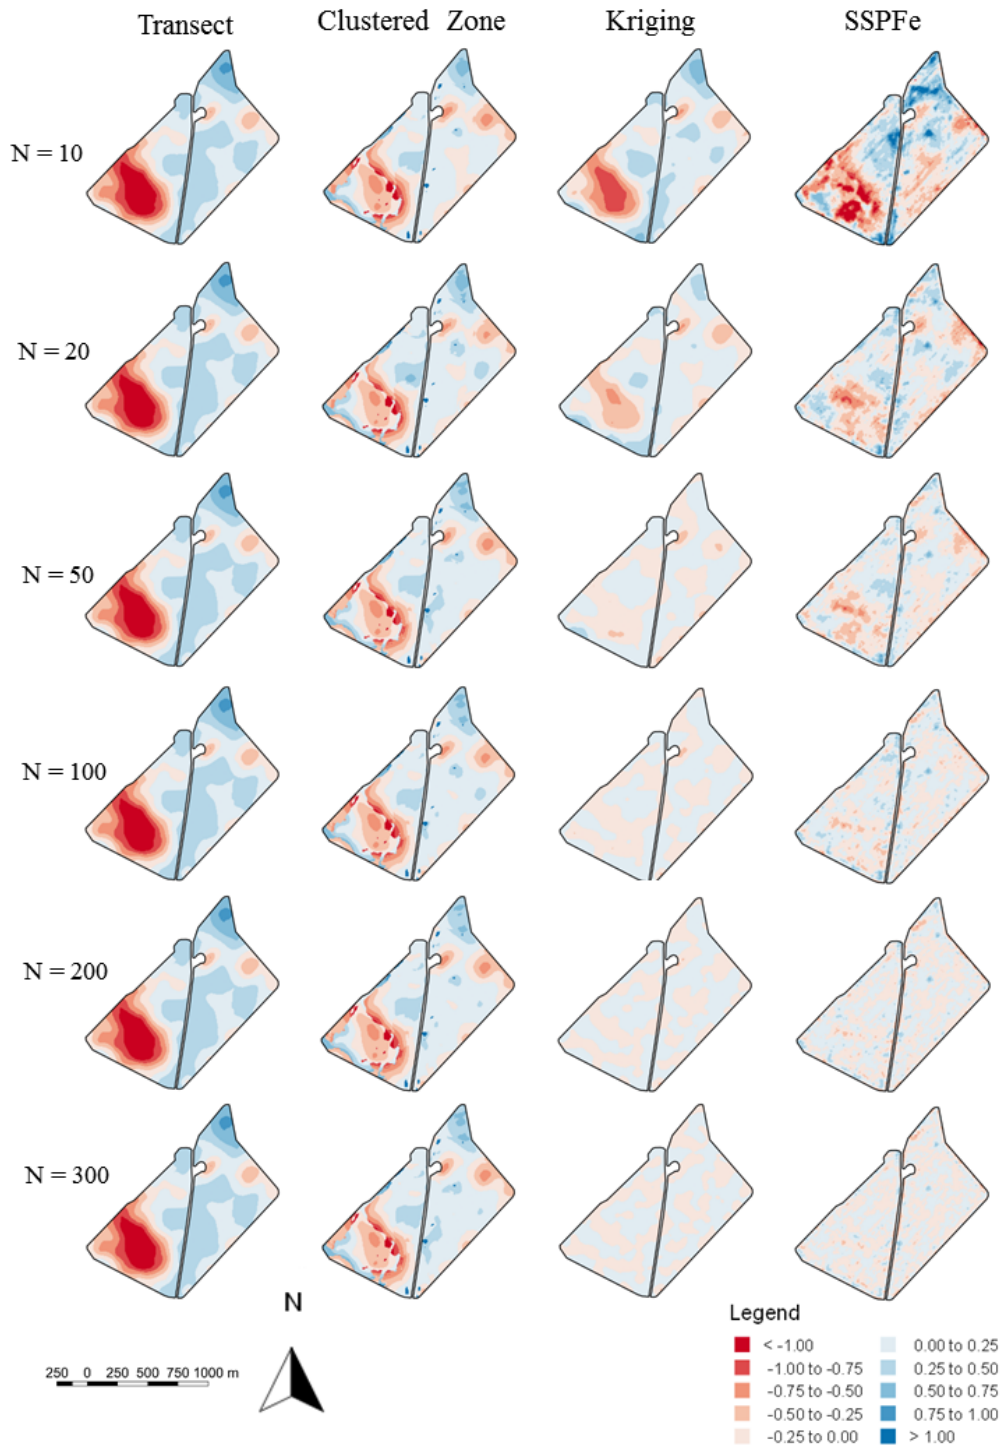 Transect Clustered Zone Kriging SSPFe
N = 10
N = 20
N = 50
N = 100
N = 200
N = 300
N
250 0 250 500 750 1000 m
Legend
< -1.00 0.00 to 0.25
-1.00 to -0.75 0.25 to 0.50
-0.75 to -0.50 0.50 to 0.75
-0.50 to -0.25 0.75 to 1.00
-0.25 to 0.00 > 1.00